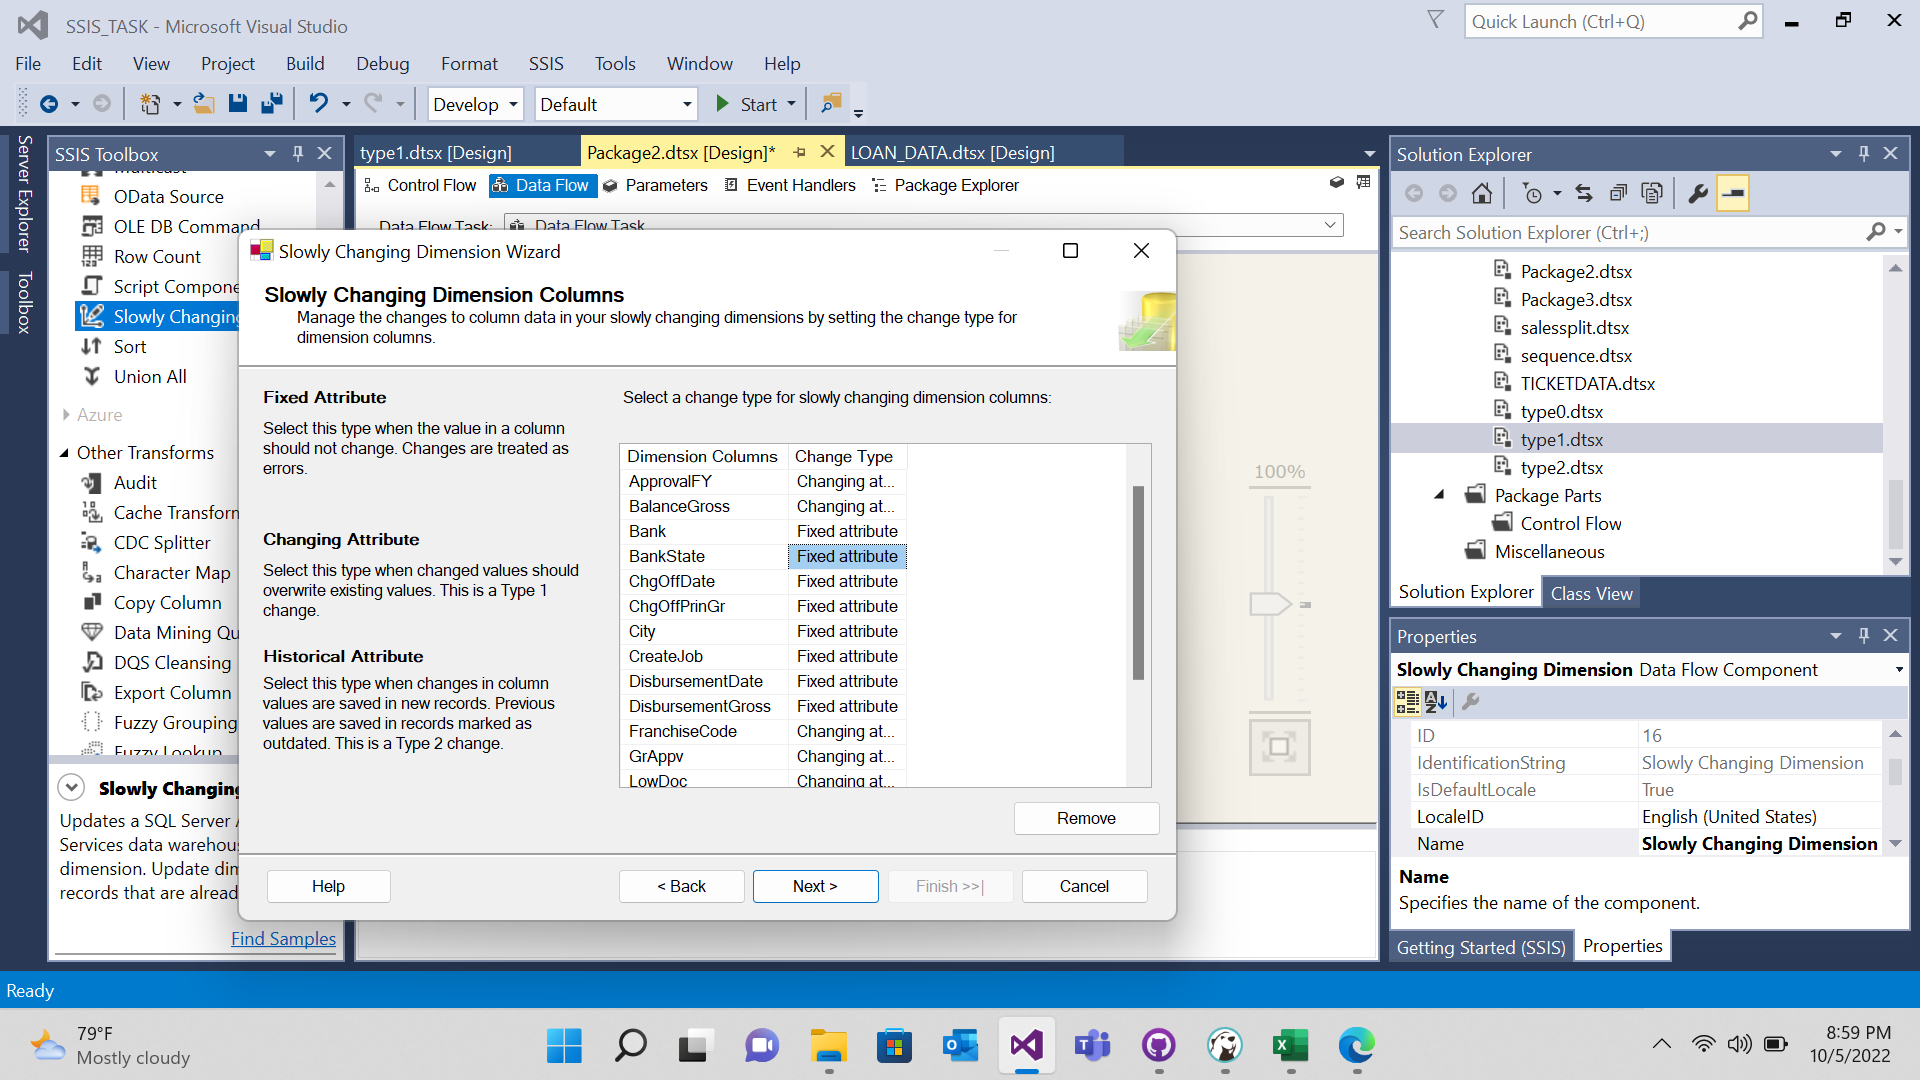 SSIS_TASK - Microsoft Visual Studio
Quick Launch (Ctrl+Q)
File Edit View Project Build Debug Format SSIS Tools Window Help
Develop Default Start
Server Explorer
Toolbox
SSIS Toolbox
Multicast
OData Source
OLE DB Command
Row Count
Script Compone
Slowly Changing
Sort
Union All
Azure
Other Transforms
Audit
Cache Transforn
CDC Splitter
Character Map
Copy Column
Data Mining Qu
DQS Cleansing
Export Column
Fuzzy Grouping
Fuzzy Lookup
Slowly Changing
Updates a SQL Server A
Services data warehou
dimension. Update din
records that are alread
Find Samples
type1.dtsx [Design] Package2.dtsx [Design]* LOAN_DATA.dtsx [Design]
Control Flow Data Flow Parameters Event Handlers Package Explorer
Data Flow Task: Data Flow Task
Slowly Changing Dimension Wizard
Slowly Changing Dimension Columns
Manage the changes to column data in your slowly changing dimensions by setting the change type for
dimension columns.
Fixed Attribute
Select this type when the value in a column
should not change. Changes are treated as
errors.
Changing Attribute
Select this type when changed values should
overwrite existing values. This is a Type 1
change.
Historical Attribute
Select this type when changes in column
values are saved in new records. Previous
values are saved in records marked as
outdated. This is a Type 2 change.
Select a change type for slowly changing dimension columns:
Dimension Columns Change Type
ApprovalFY Changing at...
BalanceGross Changing at...
Bank Fixed attribute
BankState Fixed attribute
ChgOffDate Fixed attribute
ChgOffPrinGr Fixed attribute
City Fixed attribute
CreateJob Fixed attribute
DisbursementDate Fixed attribute
DisbursementGross Fixed attribute
FranchiseCode Changing at...
GrAppv Changing at...
LowDoc Changing at...
Remove
Help < Back Next > Finish >>| Cancel
100%
Solution Explorer
Search Solution Explorer (Ctrl+;)
Package2.dtsx
Package3.dtsx
salessplit.dtsx
sequence.dtsx
TICKETDATA.dtsx
type0.dtsx
type1.dtsx
type2.dtsx
Package Parts
Control Flow
Miscellaneous
Solution Explorer Class View
Properties
Slowly Changing Dimension Data Flow Component
ID 16
IdentificationString Slowly Changing Dimension
IsDefaultLocale True
LocaleID English (United States)
Name Slowly Changing Dimension
Name
Specifies the name of the component.
Getting Started (SSIS) Properties
Ready
79°F
Mostly cloudy
8:59 PM
10/5/2022